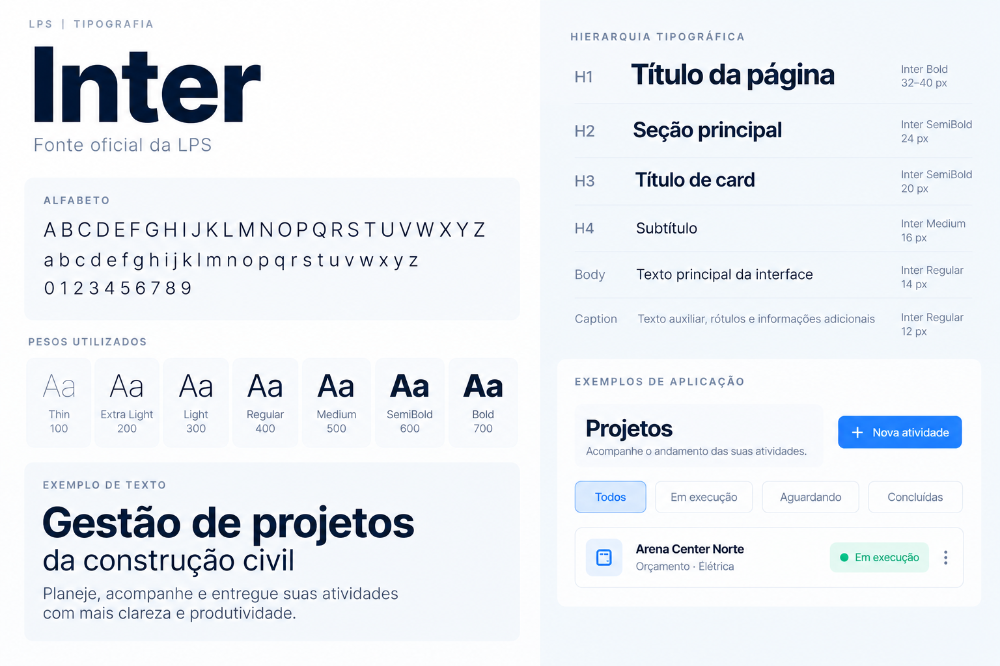 LPS | TIPOGRAFIA
Inter
Fonte oficial da LPS
ALFABETO
A B C D E F G H I J K L M N O P Q R S T U V W X Y Z
a b c d e f g h i j k l m n o p q r s t u v w x y z
0 1 2 3 4 5 6 7 8 9
PESOS UTILIZADOS
Aa Aa Aa Aa Aa Aa Aa
Thin Extra Light Light Regular Medium SemiBold Bold
100 200 300 400 500 600 700
EXEMPLO DE TEXTO
Gestão de projetos
da construção civil
Planeje, acompanhe e entregue suas atividades
com mais clareza e produtividade.
HIERARQUIA TIPOGRÁFICA
H1 Título da página Inter Bold
32–40 px
H2 Seção principal Inter SemiBold
24 px
H3 Título de card Inter SemiBold
20 px
H4 Subtítulo Inter Medium
16 px
Body Texto principal da interface Inter Regular
14 px
Caption Texto auxiliar, rótulos e informações adicionais Inter Regular
12 px
EXEMPLOS DE APLICAÇÃO
Projetos
Acompanhe o andamento das suas atividades.
+ Nova atividade
Todos Em execução Aguardando Concluídas
Arena Center Norte
Orçamento · Élétrica
Em execução